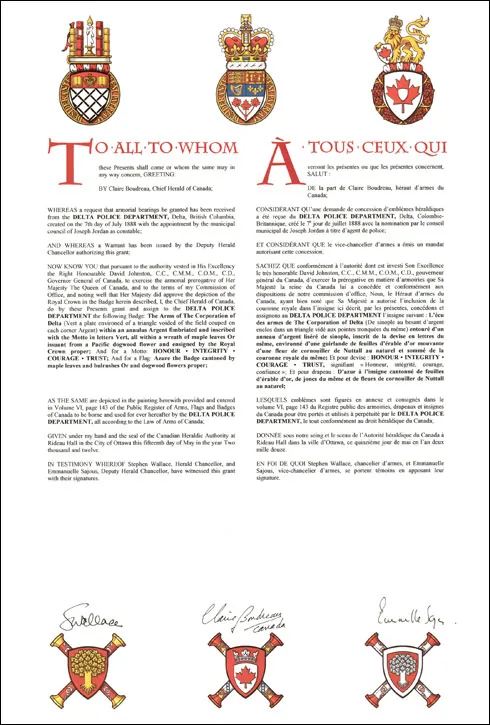 TO·ALL·TO·WHOM
these Presents shall come or whom the same may in
any way concern, GREETING:
BY Claire Boudreau, Chief Herald of Canada;
WHEREAS a request that armorial bearings be granted has been received
from the DELTA POLICE DEPARTMENT, Delta, British Columbia,
created on the 7th day of July 1888 with the appointment by the municipal
council of Joseph Jordan as constable;
AND WHEREAS a Warrant has been issued by the Deputy Herald
Chancellor authorizing this grant;
NOW KNOW YOU that pursuant to the authority vested in His Excellency
the Right Honourable David Johnston, C.C., C.M.M., C.O.M., C.D.,
Governor General of Canada, to exercise the armorial prerogative of Her
Majesty The Queen of Canada, and to the terms of my Commission of
Office, and noting well that Her Majesty did approve the depiction of the
Royal Crown in the Badge herein described, I, the Chief Herald of Canada,
do by these Presents grant and assign to the DELTA POLICE
DEPARTMENT the following Badge: The Arms of The Corporation of
Delta (Vert a plate environed of a triangle voided of the field couped on
each corner Argent) within an annulus Argent fimbriated and inscribed
with the Motto in letters Vert, all within a wreath of maple leaves Or
issuant from a Pacific dogwood flower and ensigned by the Royal
Crown proper; And for a Motto: HONOUR • INTEGRITY •
COURAGE • TRUST; And for a Flag: Azure the Badge cantoned by
maple leaves and bulrushes Or and dogwood flowers proper;
AS THE SAME are depicted in the painting herewith provided and entered
in Volume VI, page 143 of the Public Register of Arms, Flags and Badges
of Canada to be borne and used for ever hereafter by the DELTA POLICE
DEPARTMENT, all according to the Law of Arms of Canada;
GIVEN under my hand and the seal of the Canadian Heraldic Authority at
Rideau Hall in the City of Ottawa this fifteenth day of May in the year Two
thousand and twelve.
IN TESTIMONY WHEREOF Stephen Wallace, Herald Chancellor, and
Emmanuelle Sajous, Deputy Herald Chancellor, have witnessed this grant
with their signatures.
À·TOUS·CEUX·QUI
verront les présentes ou que les présentes concernent,
SALUT :
DE la part de Claire Boudreau, héraut d'armes du
Canada;
CONSIDÉRANT QU'une demande de concession d'emblèmes héraldiques
a été reçue du DELTA POLICE DEPARTMENT, Delta, Colombie-
Britannique, créé le 7e jour de juillet 1888 avec la nomination par le conseil
municipal de Joseph Jordan à titre d'agent de police;
ET CONSIDÉRANT QUE le vice-chancelier d'armes a émis un mandat
autorisant cette concession.
SACHEZ QUE conformément à l'autorité dont est investi Son Excellence
le très honorable David Johnston, C.C., C.M.M., C.O.M., C.D., gouverneur
général du Canada, d'exercer la prérogative en matière d'armoiries que Sa
Majesté la reine du Canada lui a concédée et conformément aux
dispositions de notre commission d'office, Nous, le Héraut d'armes du
Canada, ayant bien noté que Sa Majesté a autorisé l'inclusion de la
couronne royale dans l'insigne ici décrit, par les présentes, concédons et
assignons au DELTA POLICE DEPARTMENT l'insigne suivant : L'écu
des armes de The Corporation of Delta (De sinople au besant d'argent
enclos dans un triangle vidé aux pointes tronquées du même) entouré d'un
anneau d'argent liséré de sinople, inscrit de la devise en lettres du
même, environné d'une guirlande de feuilles d'érable d'or mouvante
d'une fleur de cornouiller de Nuttall au naturel et sommé de la
couronne royale du même; Et pour devise : HONOUR • INTEGRITY •
COURAGE • TRUST, signifiant « Honneur, intégrité, courage,
confiance »; Et pour drapeau : D'azur à l'insigne cantonné de feuilles
d'érable d'or, de joncs du même et de fleurs de cornouiller de Nuttall
au naturel;
LESQUELS emblèmes sont figurés en annexe et consignés dans le
volume VI, page 143 du Registre public des armoiries, drapeaux et insignes
du Canada pour être portés et utilisés à perpétuité par le DELTA POLICE
DEPARTMENT, le tout conformément au droit héraldique du Canada;
DONNÉE sous notre seing et le sceau de l'Autorité héraldique du Canada à
Rideau Hall dans la ville d'Ottawa, ce quinzième jour de mai en l'an deux
mille douze.
EN FOI DE QUOI Stephen Wallace, chancelier d'armes, et Emmanuelle
Sajous, vice-chancelier d'armes, se portent témoins en apposant leur
signature.
SWallace
Claire Boudreau
Canada